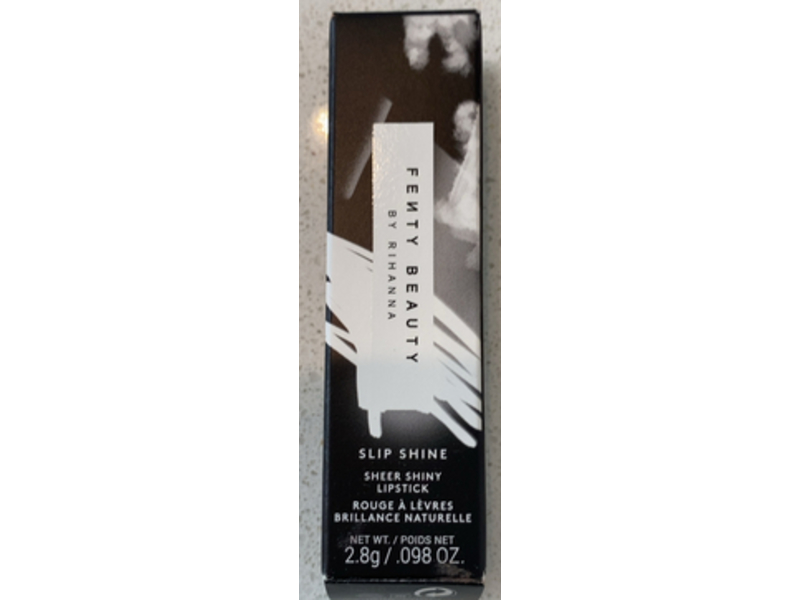 FENTY BEAUTY
BY RIHANNA
SLIP SHINE
SHEER SHINY
LIPSTICK
ROUGE À LÈVRES
BRILLANCE NATURELLE
NET WT. / POIDS NET
2.8g / .098 OZ.